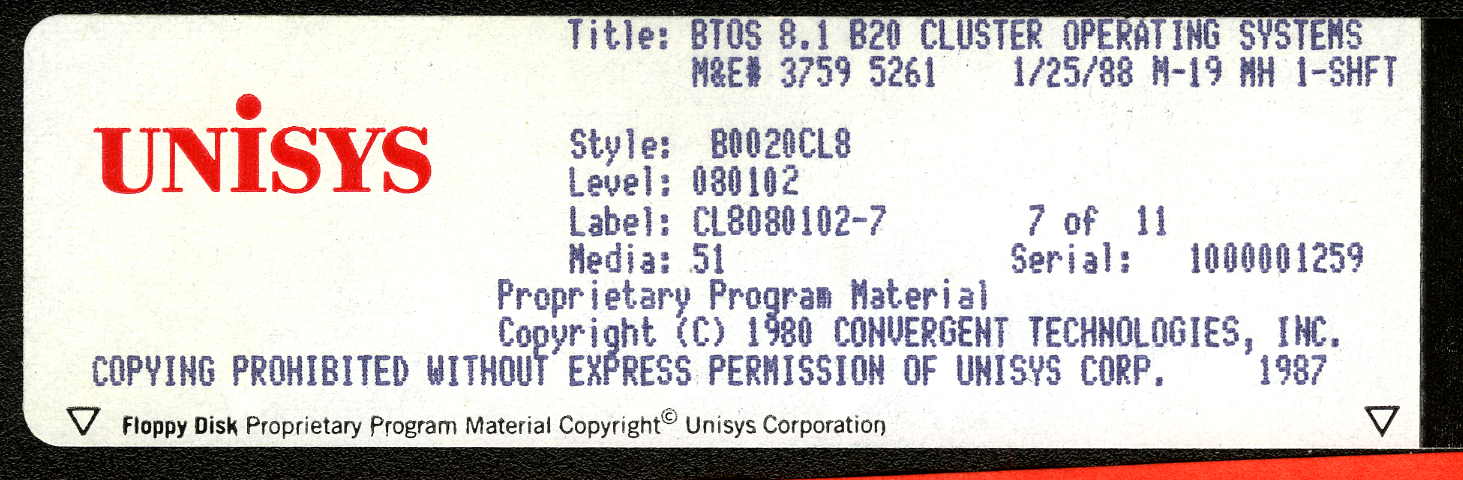 Title: BTOS 8.1 B20 CLUSTER OPERATING SYSTEMS
M&E# 3759 5261 1/25/88 M-19 MH 1-SHFT
UNiSYS
Style: B0020CL8
Level: 080102
Label: CL8080102-7 7 of 11
Media: 51 Serial: 1000001259
Proprietary Program Material
Copyright (C) 1980 CONVERGENT TECHNOLOGIES, INC.
COPYING PROHIBITED WITHOUT EXPRESS PERMISSION OF UNISYS CORP. 1987
Floppy Disk Proprietary Program Material Copyright© Unisys Corporation